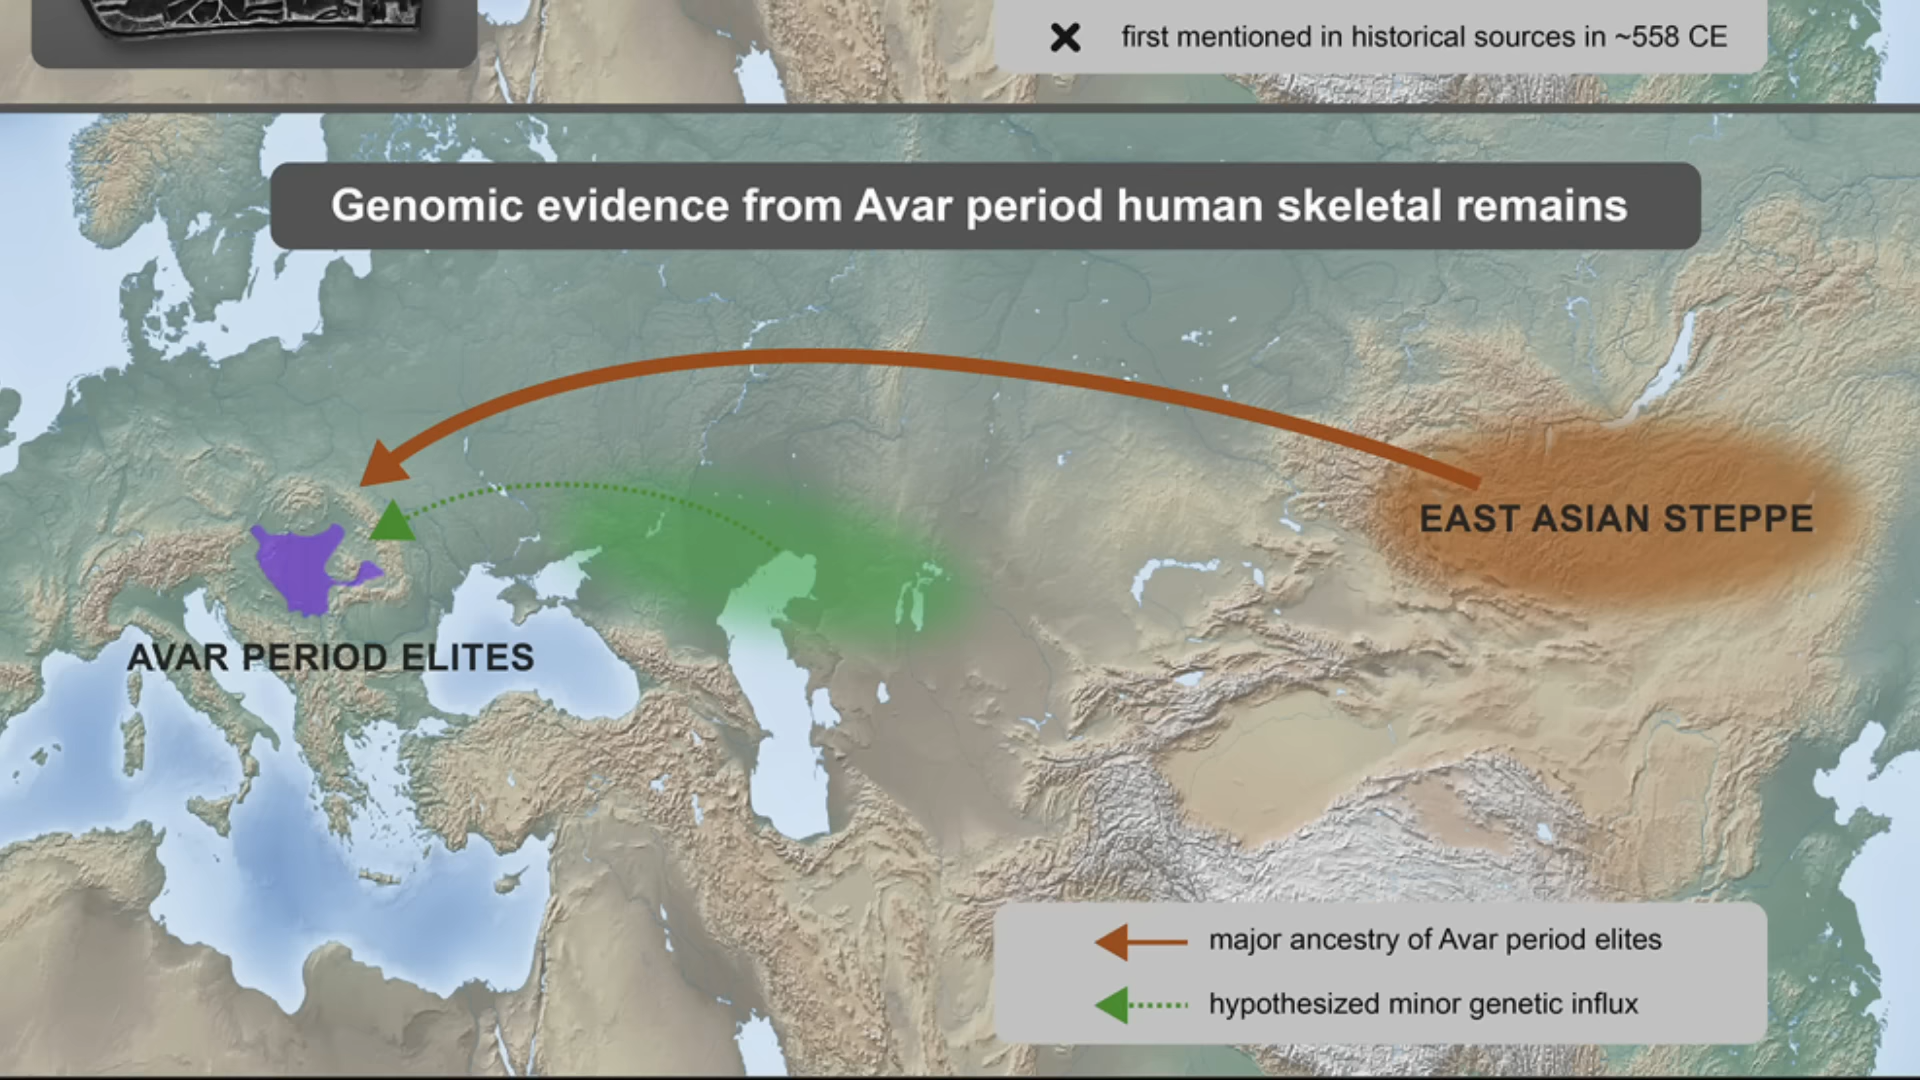 first mentioned in historical sources in ~558 CE
Genomic evidence from Avar period human skeletal remains
EAST ASIAN STEPPE
AVAR PERIOD ELITES
major ancestry of Avar period elites
hypothesized minor genetic influx